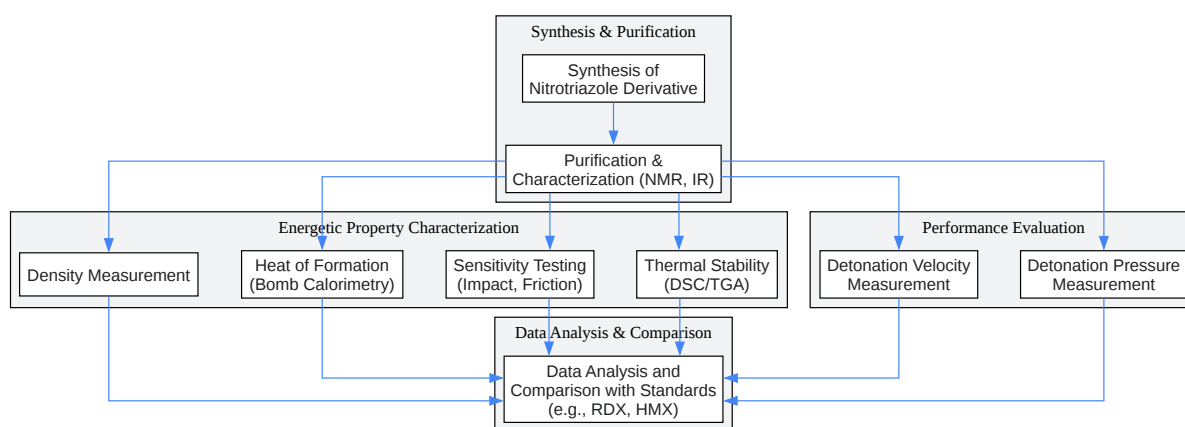 Synthesis & Purification
Synthesis of
Nitrotriazole Derivative
Purification &
Characterization (NMR, IR)
Energetic Property Characterization
Performance Evaluation
Density Measurement
Heat of Formation
(Bomb Calorimetry)
Sensitivity Testing
(Impact, Friction)
Thermal Stability
(DSC/TGA)
Detonation Velocity
Measurement
Detonation Pressure
Measurement
Data Analysis & Comparison
Data Analysis and
Comparison with Standards
(e.g., RDX, HMX)